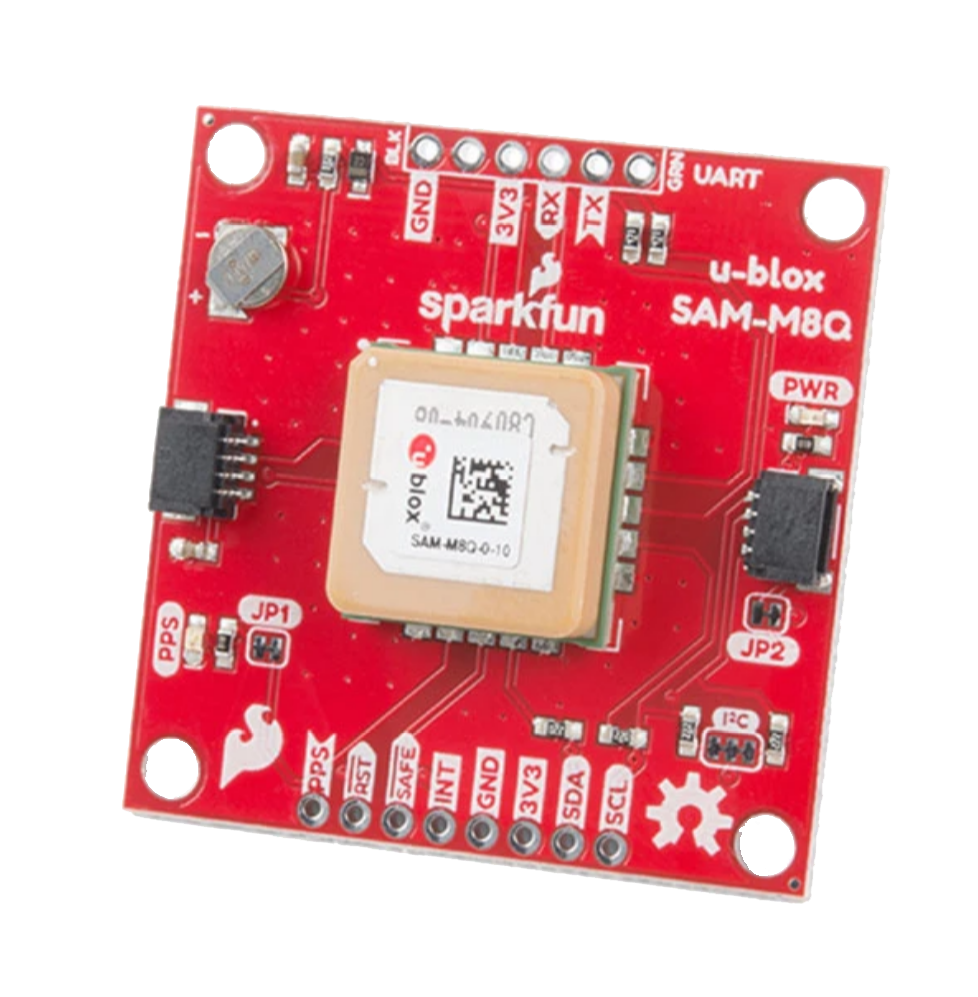 BLK
GRN
UART
GND
3V3
RX
TX
u-blox
SAM-M8Q
sparkfun
−
+
PWR
ublox®
SAM-M8Q-0-10
JP1
PPS
JP2
I²C
PPS
RST
SAFE
INT
GND
3V3
SDA
SCL